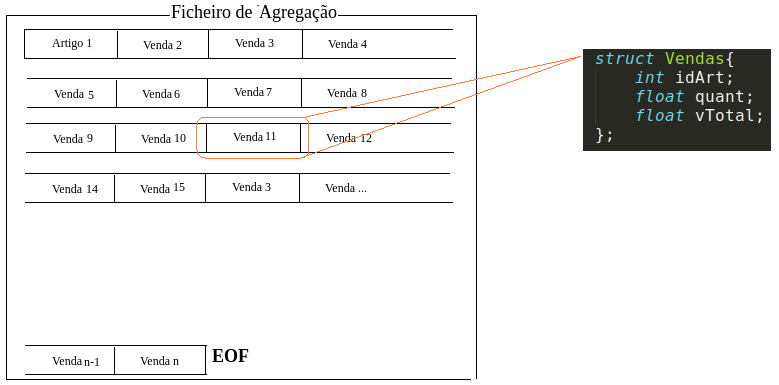 Ficheiro de Agregação
Artigo 1 Venda 2 Venda 3 Venda 4
Venda 5 Venda 6 Venda 7 Venda 8
Venda 9 Venda 10 Venda 11 Venda 12
Venda 14 Venda 15 Venda 3 Venda ...
Venda n-1 Venda n EOF
struct Vendas{
int idArt;
float quant;
float vTotal;
};